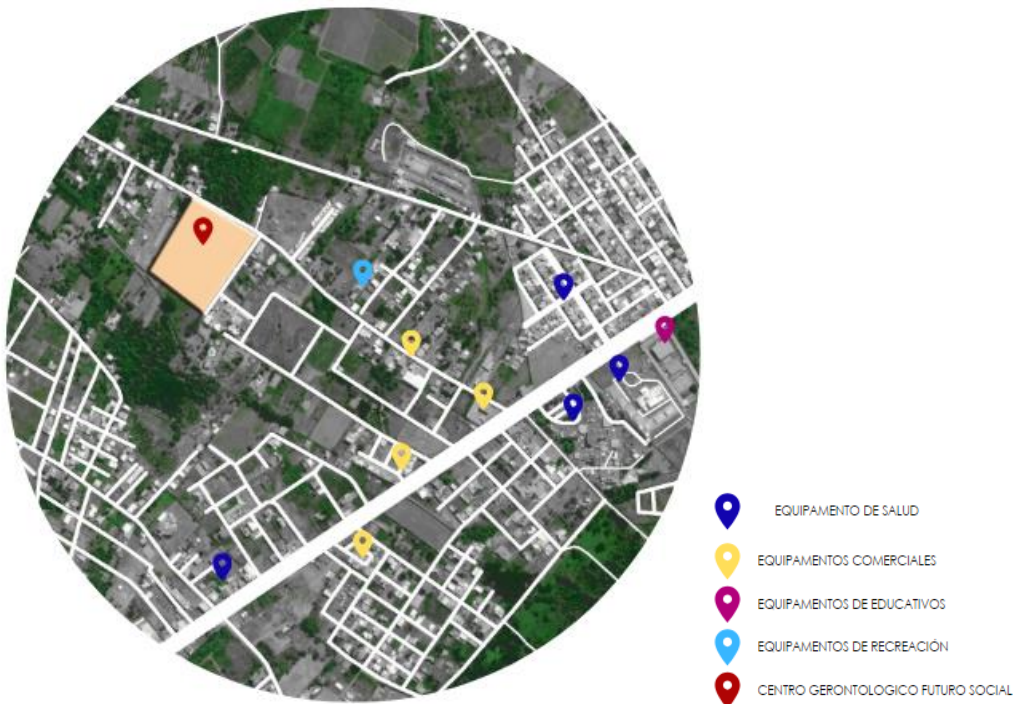 EQUIPAMENTO DE SALUD
EQUIPAMENTOS COMERCIALES
EQUIPAMENTOS DE EDUCATIVOS
EQUIPAMENTOS DE RECREACIÓN
CENTRO GERONTOLOGICO FUTURO SOCIAL